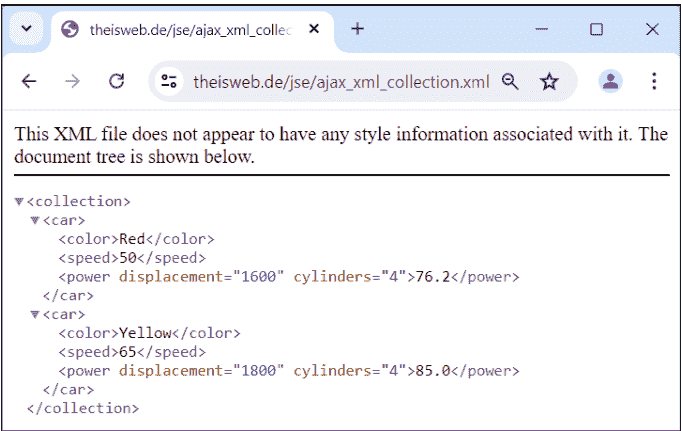 theisweb.de/jse/ajax_xml_collec
theisweb.de/jse/ajax_xml_collection.xml
This XML file does not appear to have any style information associated with it. The
document tree is shown below.
<collection>
<car>
<color>Red</color>
<speed>50</speed>
<power displacement="1600" cylinders="4">76.2</power>
</car>
<car>
<color>Yellow</color>
<speed>65</speed>
<power displacement="1800" cylinders="4">85.0</power>
</car>
</collection>